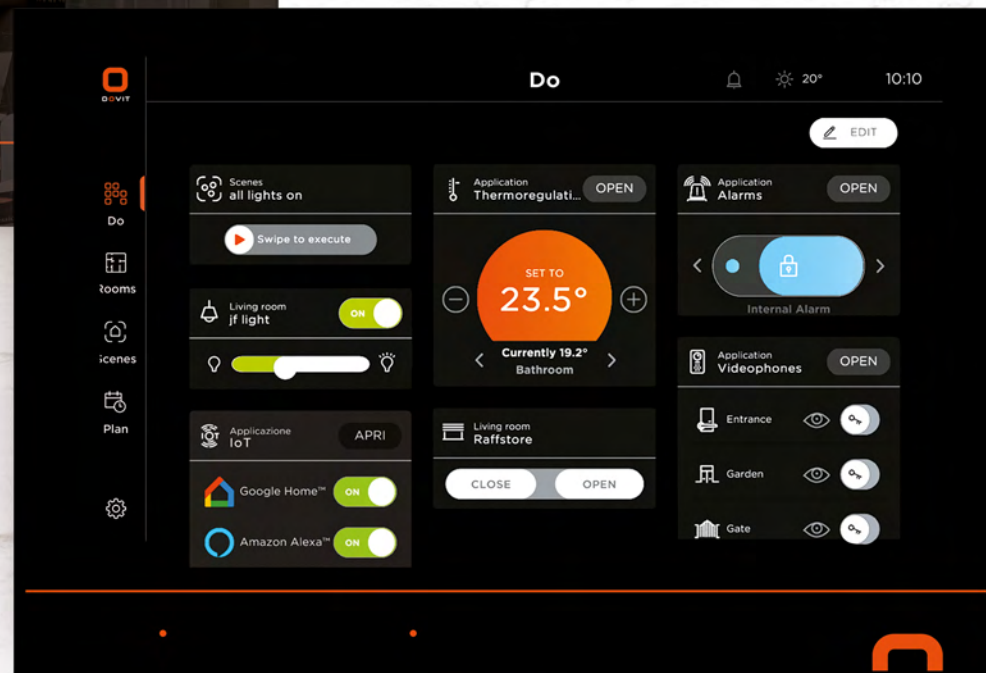 DOVIT
Do
20°
10:10
EDIT
Do
Rooms
Scenes
Plan
Scenes
all lights on
Swipe to execute
Living room
jf light
ON
Applicazione
IoT
APRI
IOT
Google Home™
ON
Amazon Alexa™
ON
Application
Thermoregulati...
OPEN
SET TO
23.5°
Currently 19.2°
Bathroom
Living room
Raffstore
CLOSE
OPEN
Application
Alarms
OPEN
Internal Alarm
Application
Videophones
OPEN
Entrance
Garden
Gate